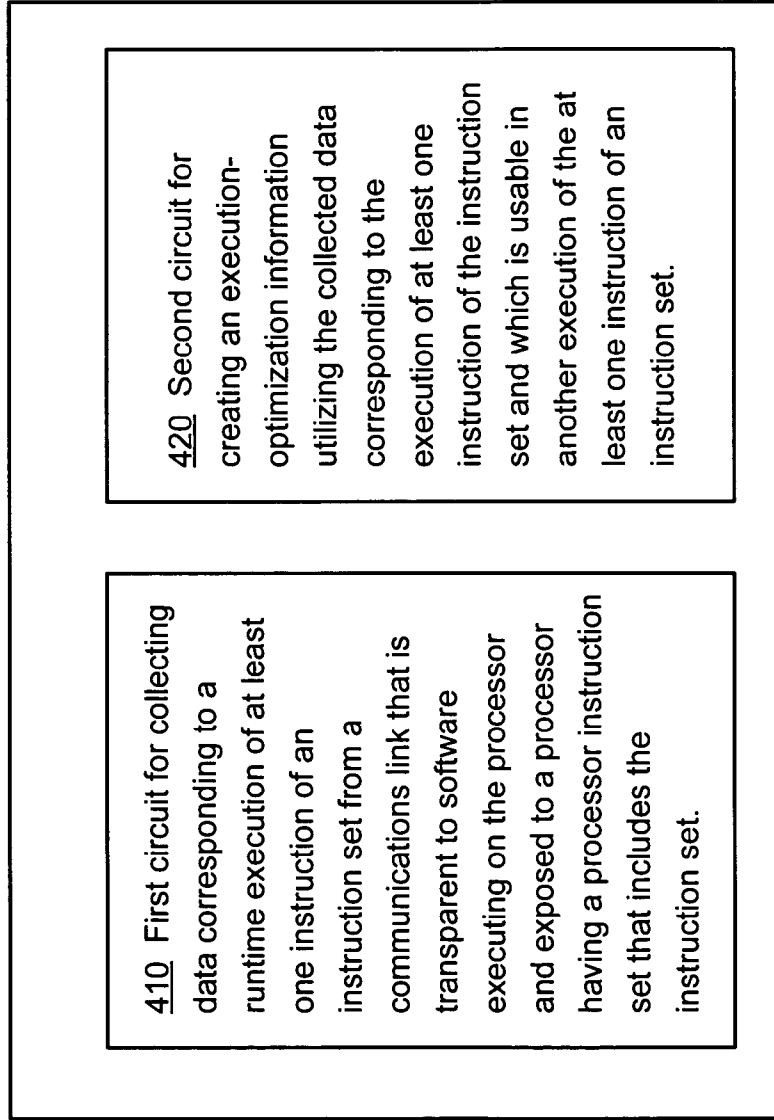 410 First circuit for collecting
data corresponding to a
runtime execution of at least
one instruction of an
instruction set from a
communications link that is
transparent to software
executing on the processor
and exposed to a processor
having a processor instruction
set that includes the
instruction set.
420 Second circuit for
creating an execution-
optimization information
utilizing the collected data
corresponding to the
execution of at least one
instruction of the instruction
set and which is usable in
another execution of the at
least one instruction of an
instruction set.